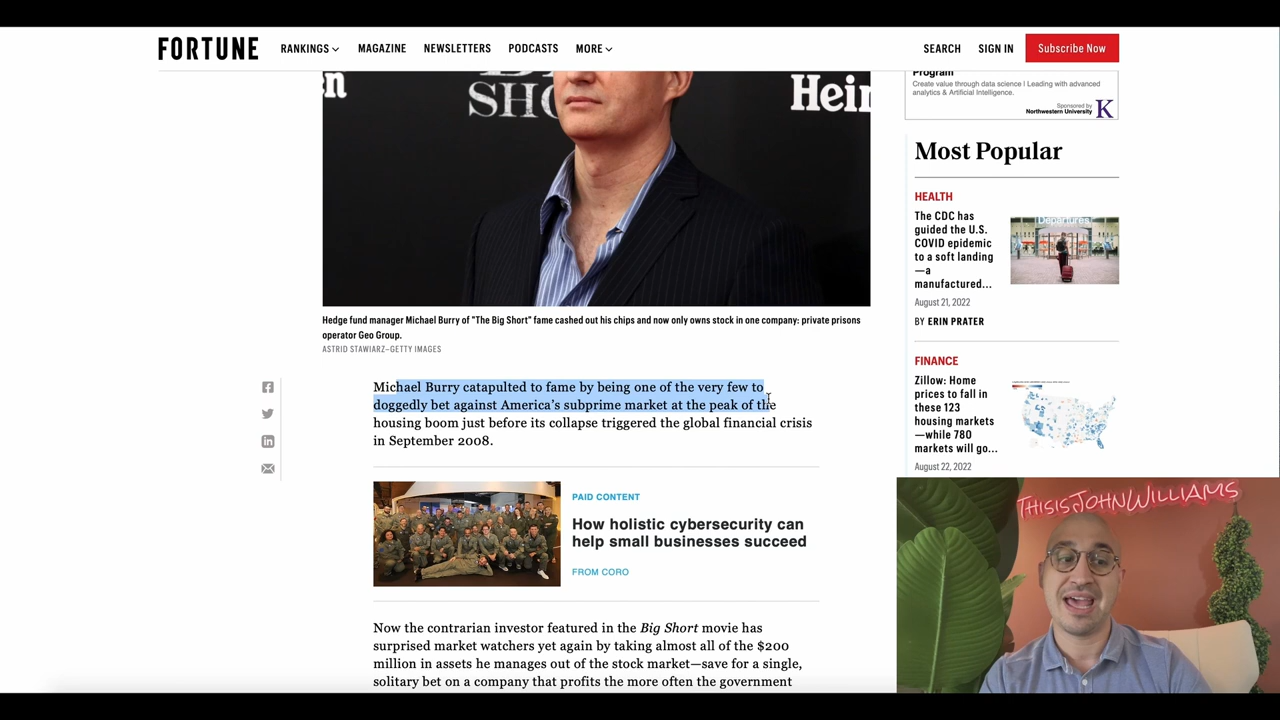 FORTUNE
RANKINGS
MAGAZINE
NEWSLETTERS
PODCASTS
MORE
SEARCH
SIGN IN
Subscribe Now
SHO
Hein
Hedge fund manager Michael Burry of "The Big Short" fame cashed out his chips and now only owns stock in one company: private prisons
operator Geo Group.
ASTRID STAWIARZ–GETTY IMAGES
Michael Burry catapulted to fame by being one of the very few to
doggedly bet against America's subprime market at the peak of the
housing boom just before its collapse triggered the global financial crisis
in September 2008.
PAID CONTENT
How holistic cybersecurity can
help small businesses succeed
FROM CORO
Now the contrarian investor featured in the Big Short movie has
surprised market watchers yet again by taking almost all of the $200
million in assets he manages out of the stock market—save for a single,
solitary bet on a company that profits the more often the government
Program
Create value through data science | Leading with advanced
analytics & Artificial Intelligence.
Sponsored by
Northwestern University
K
Most Popular
HEALTH
The CDC has
guided the U.S.
COVID epidemic
to a soft landing
—a
manufactured...
August 21, 2022
BY ERIN PRATER
Departures
FINANCE
Zillow: Home
prices to fall in
these 123
housing markets
—while 780
markets will go...
August 22, 2022
THISISJOHNWILLIAMS